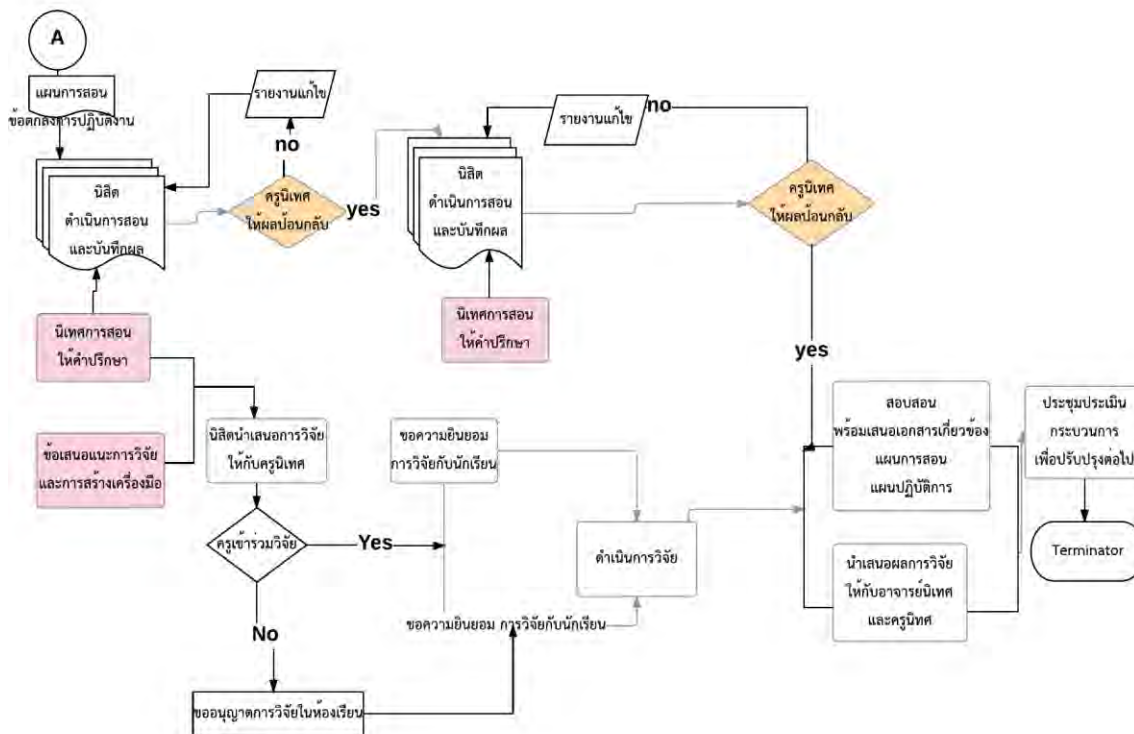 A
แผนการสอน
ข้อตกลงการปฏิบัติงาน
รายงานแก้ไข
no
นิสิต
ดำเนินการสอน
และบันทึกผล
ครูนิเทศ
ให้ผลป้อนกลับ
yes
รายงานแก้ไข
no
นิสิต
ดำเนินการสอน
และบันทึกผล
ครูนิเทศ
ให้ผลป้อนกลับ
yes
นิเทศการสอน
ให้คำปรึกษา
นิเทศการสอน
ให้คำปรึกษา
ข้อเสนอแนะการวิจัย
และการสร้างเครื่องมือ
นิสิตนำเสนอการวิจัย
ให้กับครูนิเทศ
ขอความยินยอม
การวิจัยกับนักเรียน
สอบสอน
พร้อมเสนอเอกสารเกี่ยวข้อง
แผนการสอน
แผนปฏิบัติการ
ประชุมประเมิน
กระบวนการ
เพื่อปรับปรุงต่อไป
ครูเข้าร่วมวิจัย
Yes
ดำเนินการวิจัย
Terminator
นำเสนอผลการวิจัย
ให้กับอาจารย์นิเทศ
และครูนิทศ
No
ขอความยินยอม การวิจัยกับนักเรียน
ขออนุญาตการวิจัยในห้องเรียน